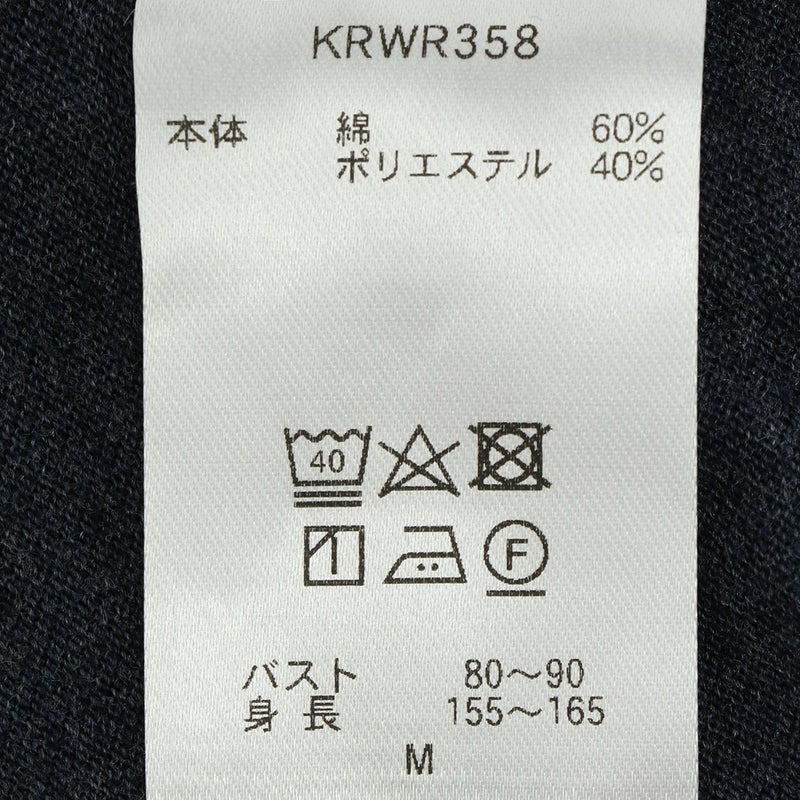 KRWR358
本体 綿 60%
ポリエステル 40%
40
F
バスト 80〜90
身長 155〜165
M